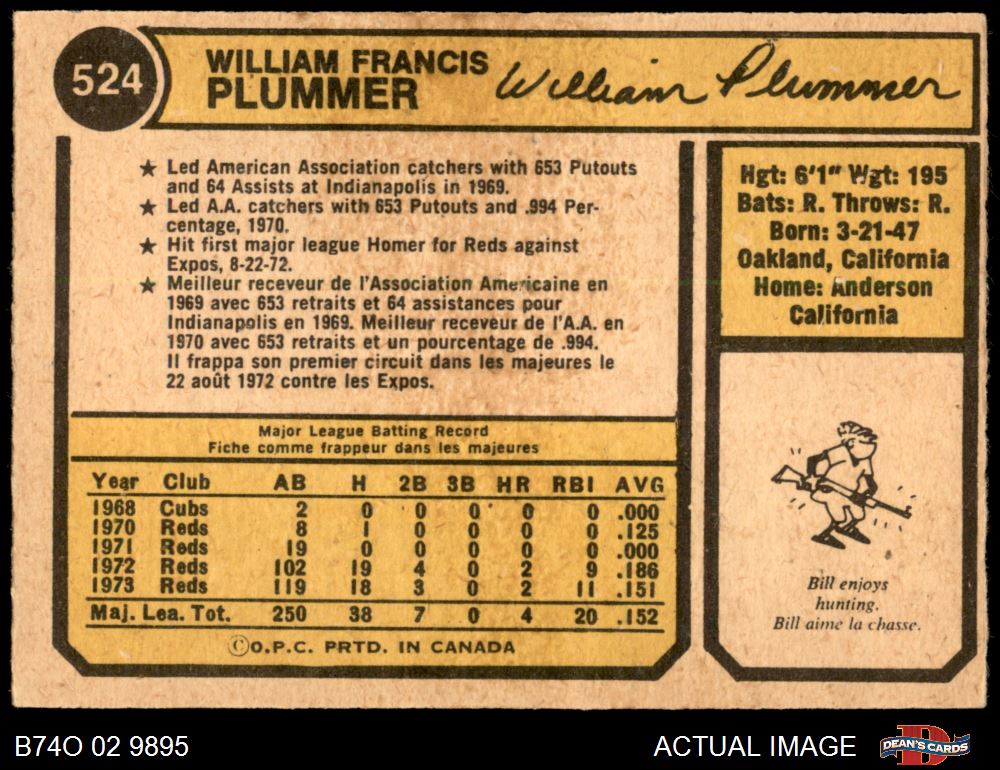 524
WILLIAM FRANCIS
PLUMMER
William Plummer
★ Led American Association catchers with 653 Putouts
and 64 Assists at Indianapolis in 1969.
★ Led A.A. catchers with 653 Putouts and .994 Per-
centage, 1970.
★ Hit first major league Homer for Reds against
Expos, 8-22-72.
★ Meilleur receveur de l'Association Americaine en
1969 avec 653 retraits et 64 assistances pour
Indianapolis en 1969. Meilleur receveur de l'A.A. en
1970 avec 653 retraits et un pourcentage de .994.
Il frappa son premier circuit dans les majeures le
22 août 1972 contre les Expos.
Hgt: 6'1" Wgt: 195
Bats: R. Throws: R.
Born: 3-21-47
Oakland, California
Home: Anderson
California
Major League Batting Record
Fiche comme frappeur dans les majeures
Year Club AB H 2B 3B HR RBI AVG
1968 Cubs 2 0 0 0 0 0 .000
1970 Reds 8 1 0 0 0 0 .125
1971 Reds 19 0 0 0 0 0 .000
1972 Reds 102 19 4 0 2 9 .186
1973 Reds 119 18 3 0 2 11 .151
Maj. Lea. Tot. 250 38 7 0 4 20 .152
©O.P.C. PRTD. IN CANADA
Bill enjoys
hunting.
Bill aime la chasse.
B74O 02 9895
ACTUAL IMAGE
DEAN'S CARDS